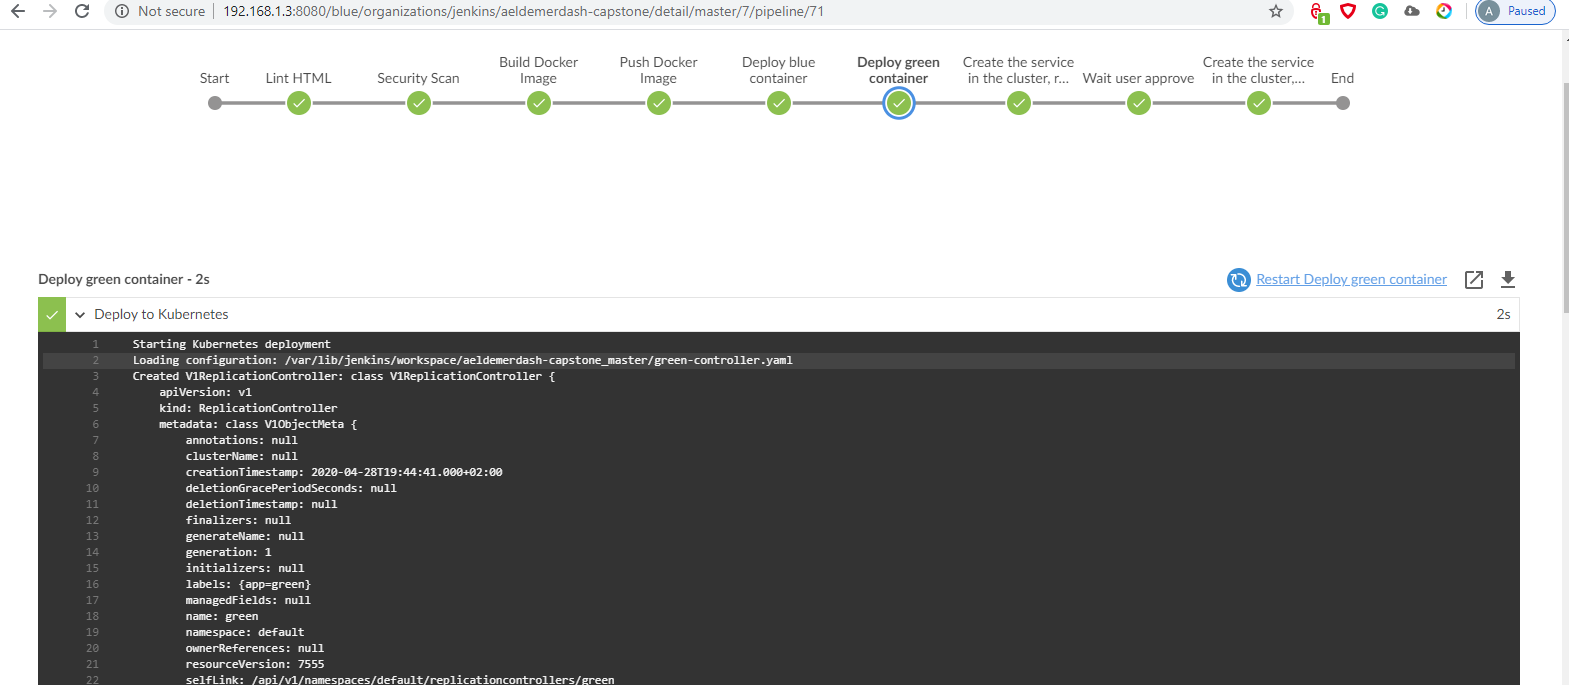 Not secure 192.168.1.3:8080/blue/organizations/jenkins/aeldemerdash-capstone/detail/master/7/pipeline/71 1 A Paused
Start
Lint HTML
Security Scan
Build Docker
Image
Push Docker
Image
Deploy blue
container
Deploy green
container
Create the service
in the cluster, r...
Wait user approve
Create the service
in the cluster,...
End
Deploy green container - 2s
Restart Deploy green container
Deploy to Kubernetes 2s
1 Starting Kubernetes deployment
2 Loading configuration: /var/lib/jenkins/workspace/aeldemerdash-capstone_master/green-controller.yaml
3 Created V1ReplicationController: class V1ReplicationController {
4 apiVersion: v1
5 kind: ReplicationController
6 metadata: class V1ObjectMeta {
7 annotations: null
8 clusterName: null
9 creationTimestamp: 2020-04-28T19:44:41.000+02:00
10 deletionGracePeriodSeconds: null
11 deletionTimestamp: null
12 finalizers: null
13 generateName: null
14 generation: 1
15 initializers: null
16 labels: {app=green}
17 managedFields: null
18 name: green
19 namespace: default
20 ownerReferences: null
21 resourceVersion: 7555
22 selfLink: /api/v1/namespaces/default/replicationcontrollers/green